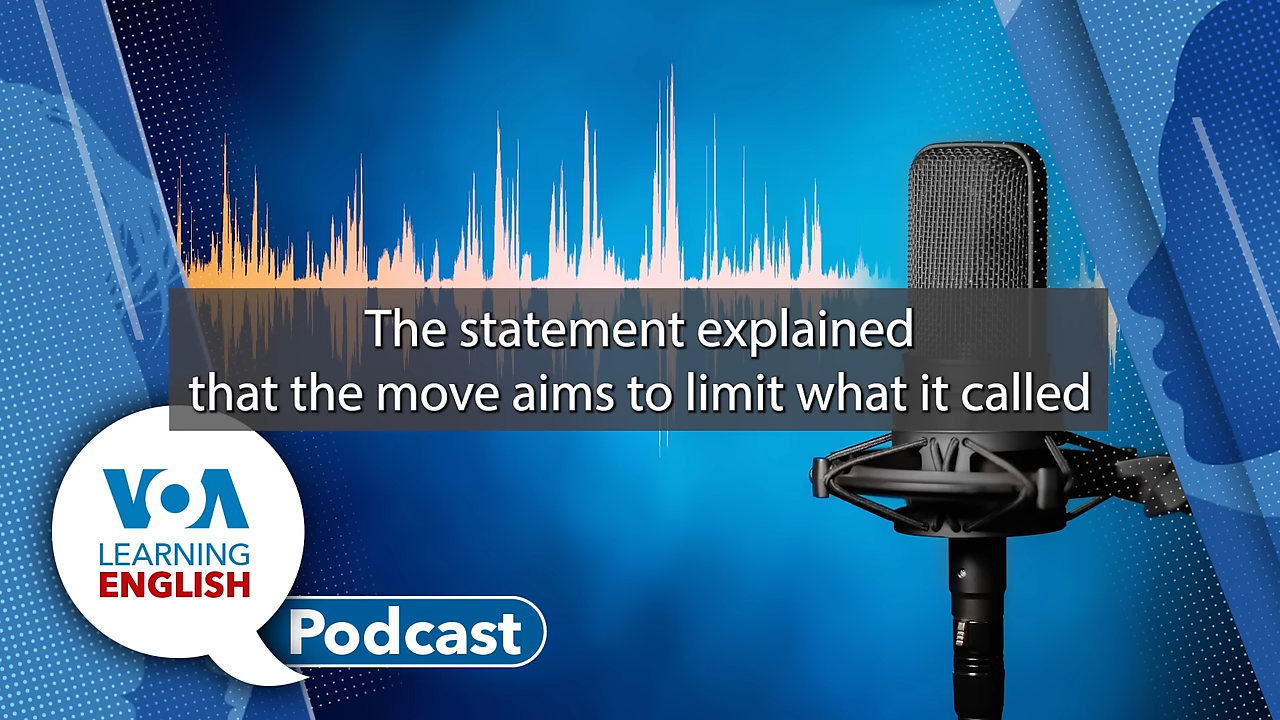 The statement explained
that the move aims to limit what it called
VOA
LEARNING
ENGLISH
Podcast